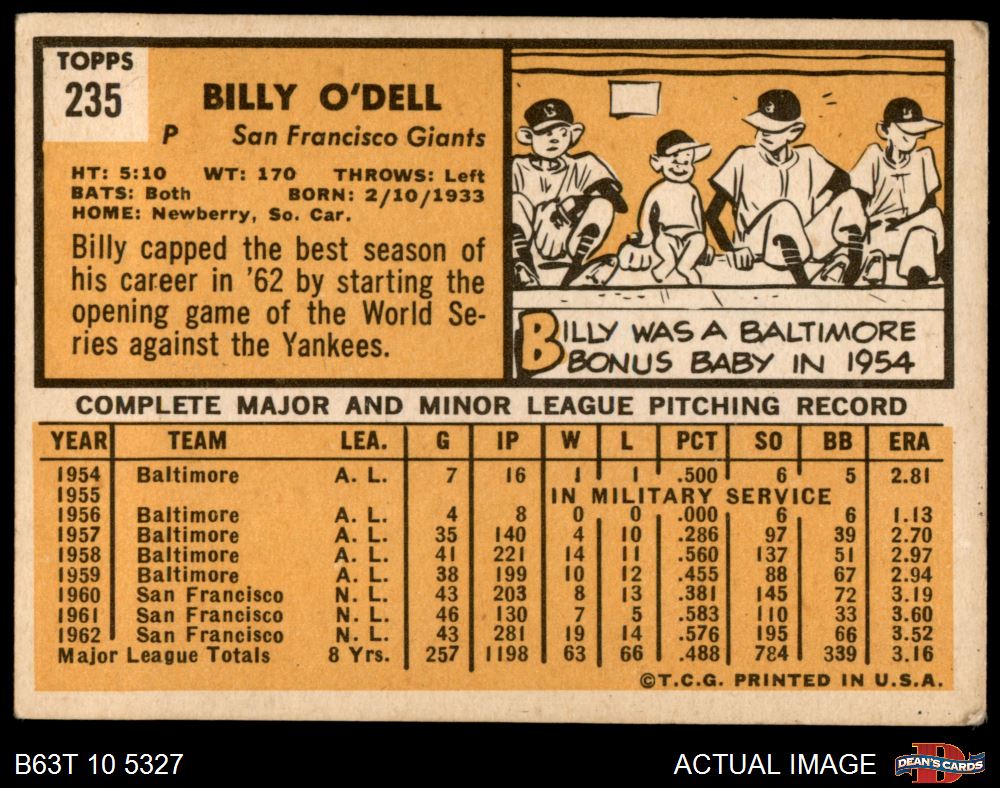 TOPPS
235
BILLY O'DELL
P San Francisco Giants
HT: 5:10 WT: 170 THROWS: Left
BATS: Both BORN: 2/10/1933
HOME: Newberry, So. Car.
Billy capped the best season of
his career in '62 by starting the
opening game of the World Se-
ries against the Yankees.
B B
BILLY WAS A BALTIMORE
BONUS BABY IN 1954
COMPLETE MAJOR AND MINOR LEAGUE PITCHING RECORD
YEAR TEAM LEA. G IP W L PCT SO BB ERA
1954 Baltimore A. L. 7 16 1 1 .500 6 5 2.81
1955 IN MILITARY SERVICE
1956 Baltimore A. L. 4 8 0 0 .000 6 6 1.13
1957 Baltimore A. L. 35 140 4 10 .286 97 39 2.70
1958 Baltimore A. L. 41 221 14 11 .560 137 51 2.97
1959 Baltimore A. L. 38 199 10 12 .455 88 67 2.94
1960 San Francisco N. L. 43 203 8 13 .381 145 72 3.19
1961 San Francisco N. L. 46 130 7 5 .583 110 33 3.60
1962 San Francisco N. L. 43 281 19 14 .576 195 66 3.52
Major League Totals 8 Yrs. 257 1198 63 66 .488 784 339 3.16
©T.C.G. PRINTED IN U.S.A.
B63T 10 5327 ACTUAL IMAGE
DEAN'S CARDS